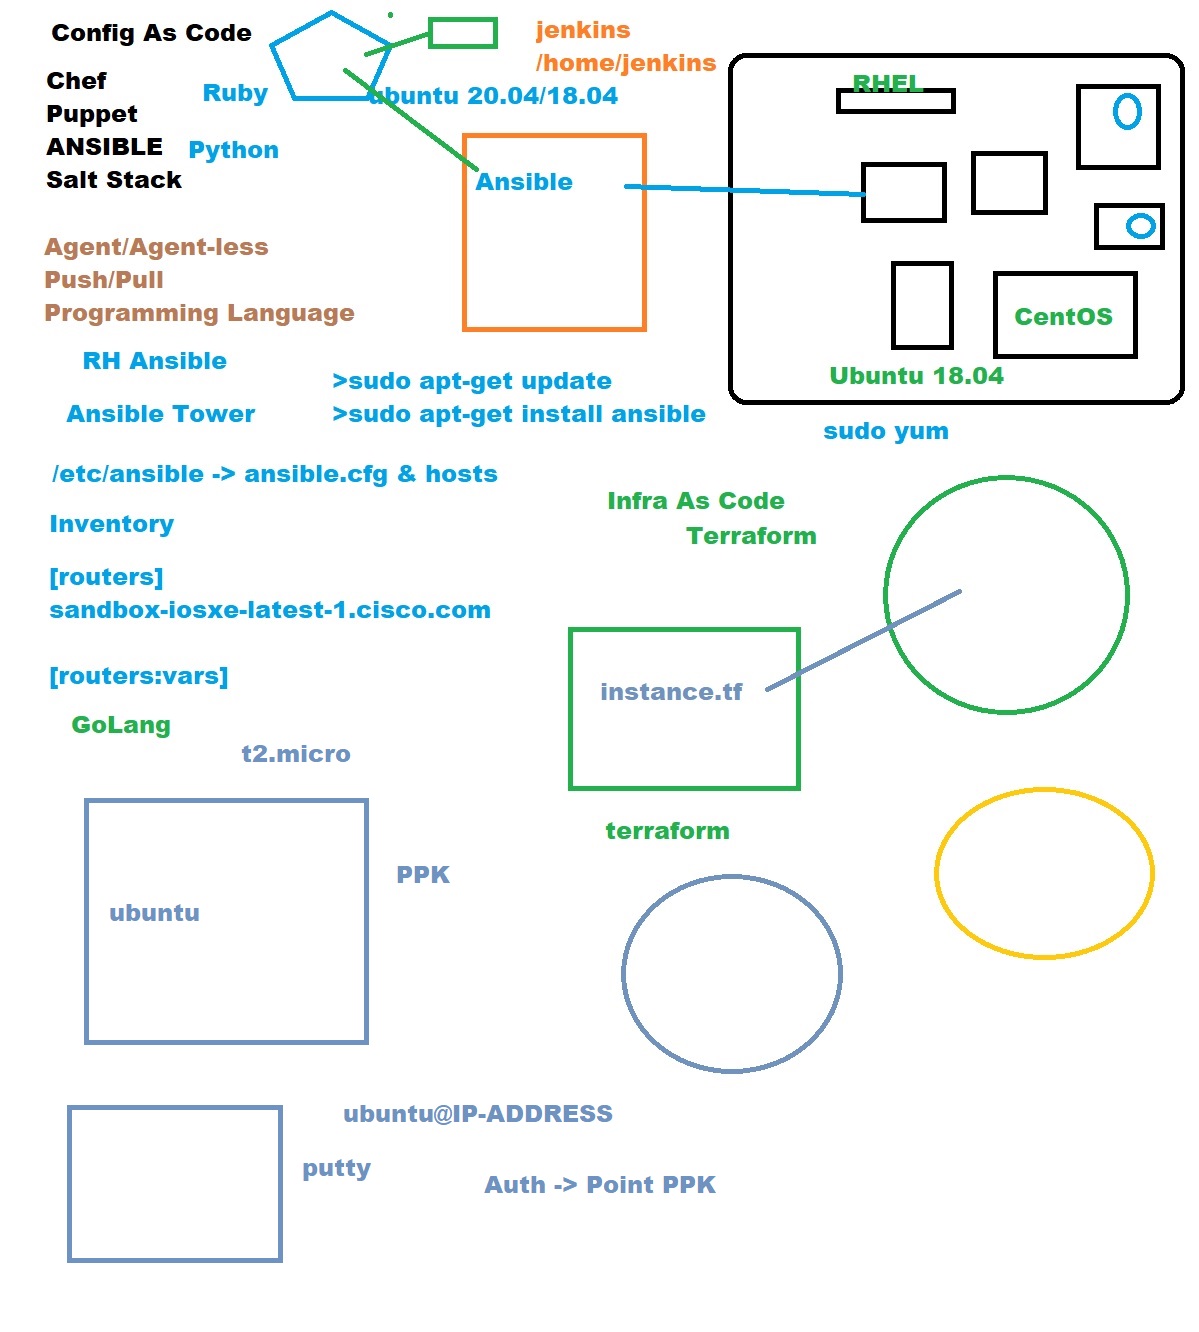 Config As Code
jenkins
/home/jenkins
Chef
Puppet
ANSIBLE
Salt Stack
Ruby
Python
ubuntu 20.04/18.04
Ansible
RHEL
CentOS
Ubuntu 18.04
sudo yum
Agent/Agent-less
Push/Pull
Programming Language
RH Ansible
Ansible Tower
>sudo apt-get update
>sudo apt-get install ansible
/etc/ansible -> ansible.cfg & hosts
Inventory
[routers]
sandbox-iosxe-latest-1.cisco.com
[routers:vars]
Infra As Code
Terraform
instance.tf
terraform
GoLang
t2.micro
ubuntu
PPK
ubuntu@IP-ADDRESS
putty
Auth -> Point PPK